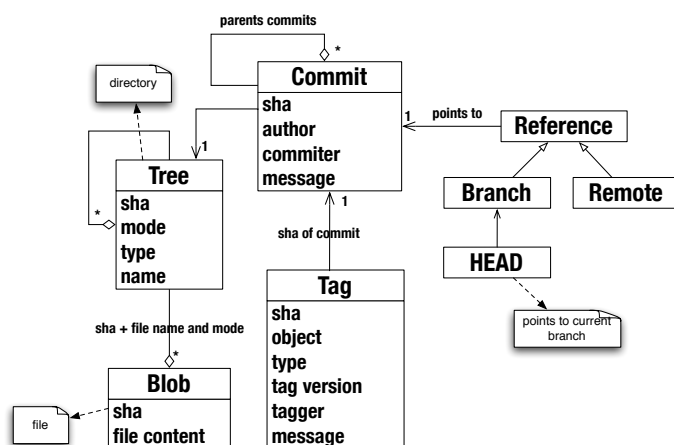 parents commits
*
Commit
sha
author
commiter
message
directory
1
points to
1
Reference
Branch
Remote
HEAD
points to current
branch
Tree
sha
mode
type
name
*
1
sha of commit
Tag
sha
object
type
tag version
tagger
message
sha + file name and mode
*
Blob
sha
file content
file